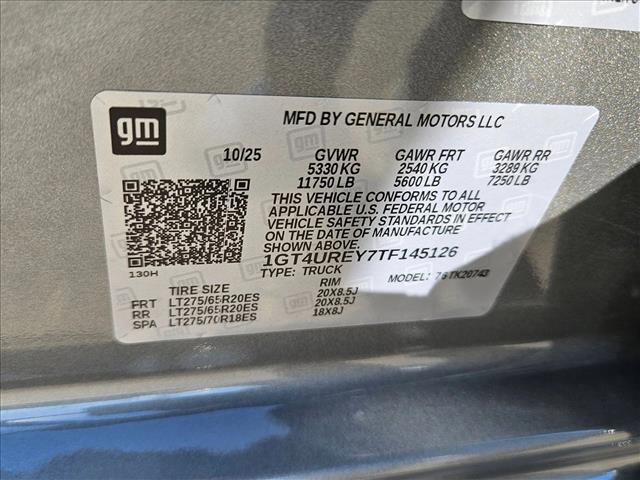 gm
MFD BY GENERAL MOTORS LLC
10/25 GVWR GAWR FRT GAWR RR
5330 KG 2540 KG 3289 KG
11750 LB 5600 LB 7250 LB
THIS VEHICLE CONFORMS TO ALL
APPLICABLE U.S. FEDERAL MOTOR
VEHICLE SAFETY STANDARDS IN EFFECT
ON THE DATE OF MANUFACTURE
SHOWN ABOVE.
1GT4UREY7TF145126
130H
TYPE: TRUCK MODEL: 76TK20743
TIRE SIZE RIM
FRT LT275/65R20ES 20X8.5J
RR LT275/65R20ES 20X8.5J
SPA LT275/70R18ES 18X8J